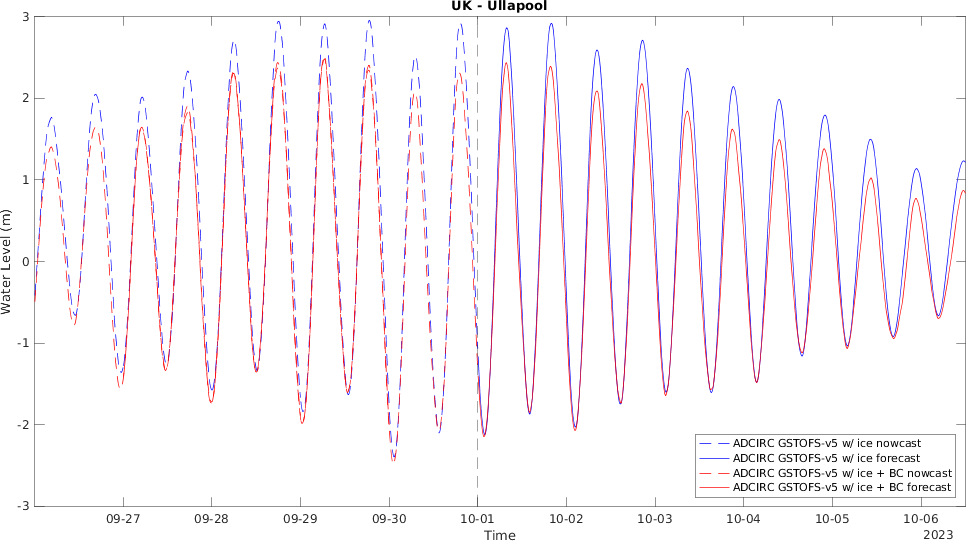 UK - Ullapool
3
2
1
0
-1
-2
-3
Water Level (m)
09-27
09-28
09-29
09-30
10-01
10-02
10-03
10-04
10-05
10-06
Time
2023
ADCIRC GSTOFS-v5 w/ ice nowcast
ADCIRC GSTOFS-v5 w/ ice forecast
ADCIRC GSTOFS-v5 w/ ice + BC nowcast
ADCIRC GSTOFS-v5 w/ ice + BC forecast